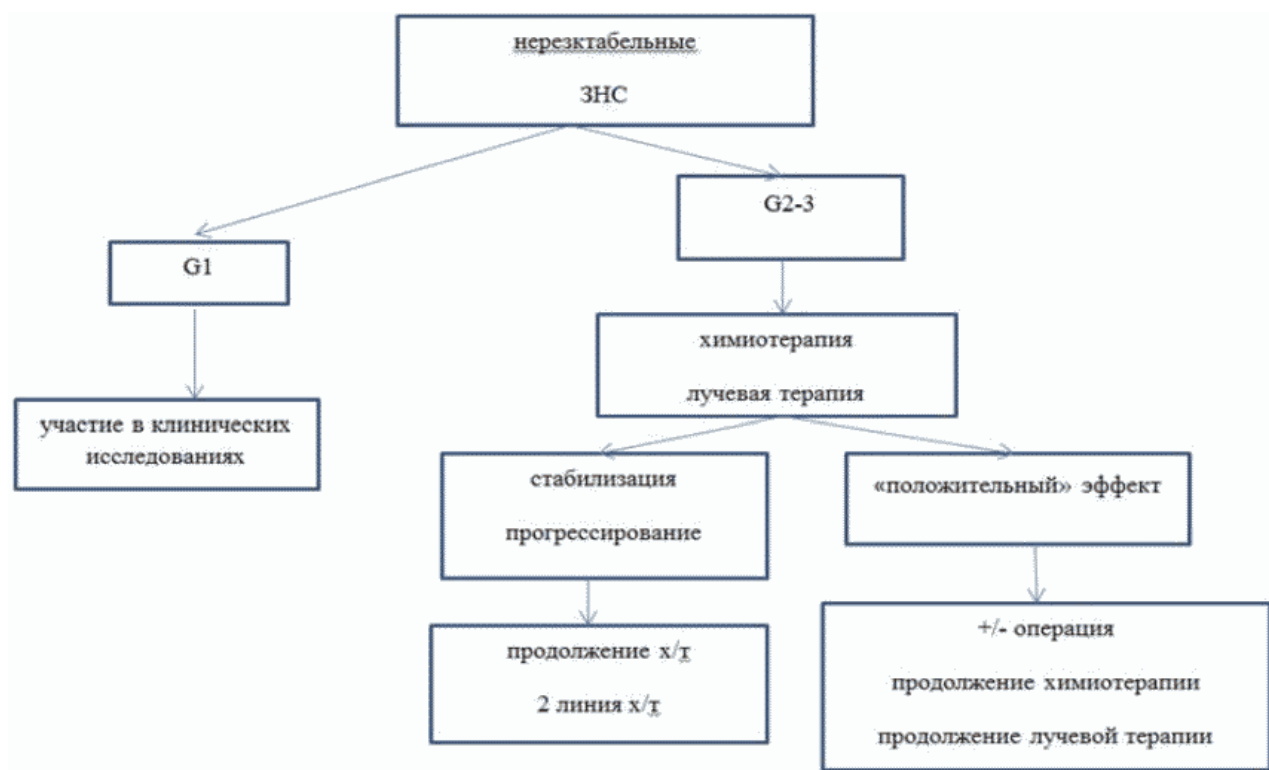 нерезктабельные
ЗНС
G2-3
G1
химиотерапия
лучевая терапия
участие в клинических
исследованиях
стабилизация
прогрессирование
«положительный» эффект
продолжение х/т
2 линия х/т
+/- операция
продолжение химиотерапии
продолжение лучевой терапии